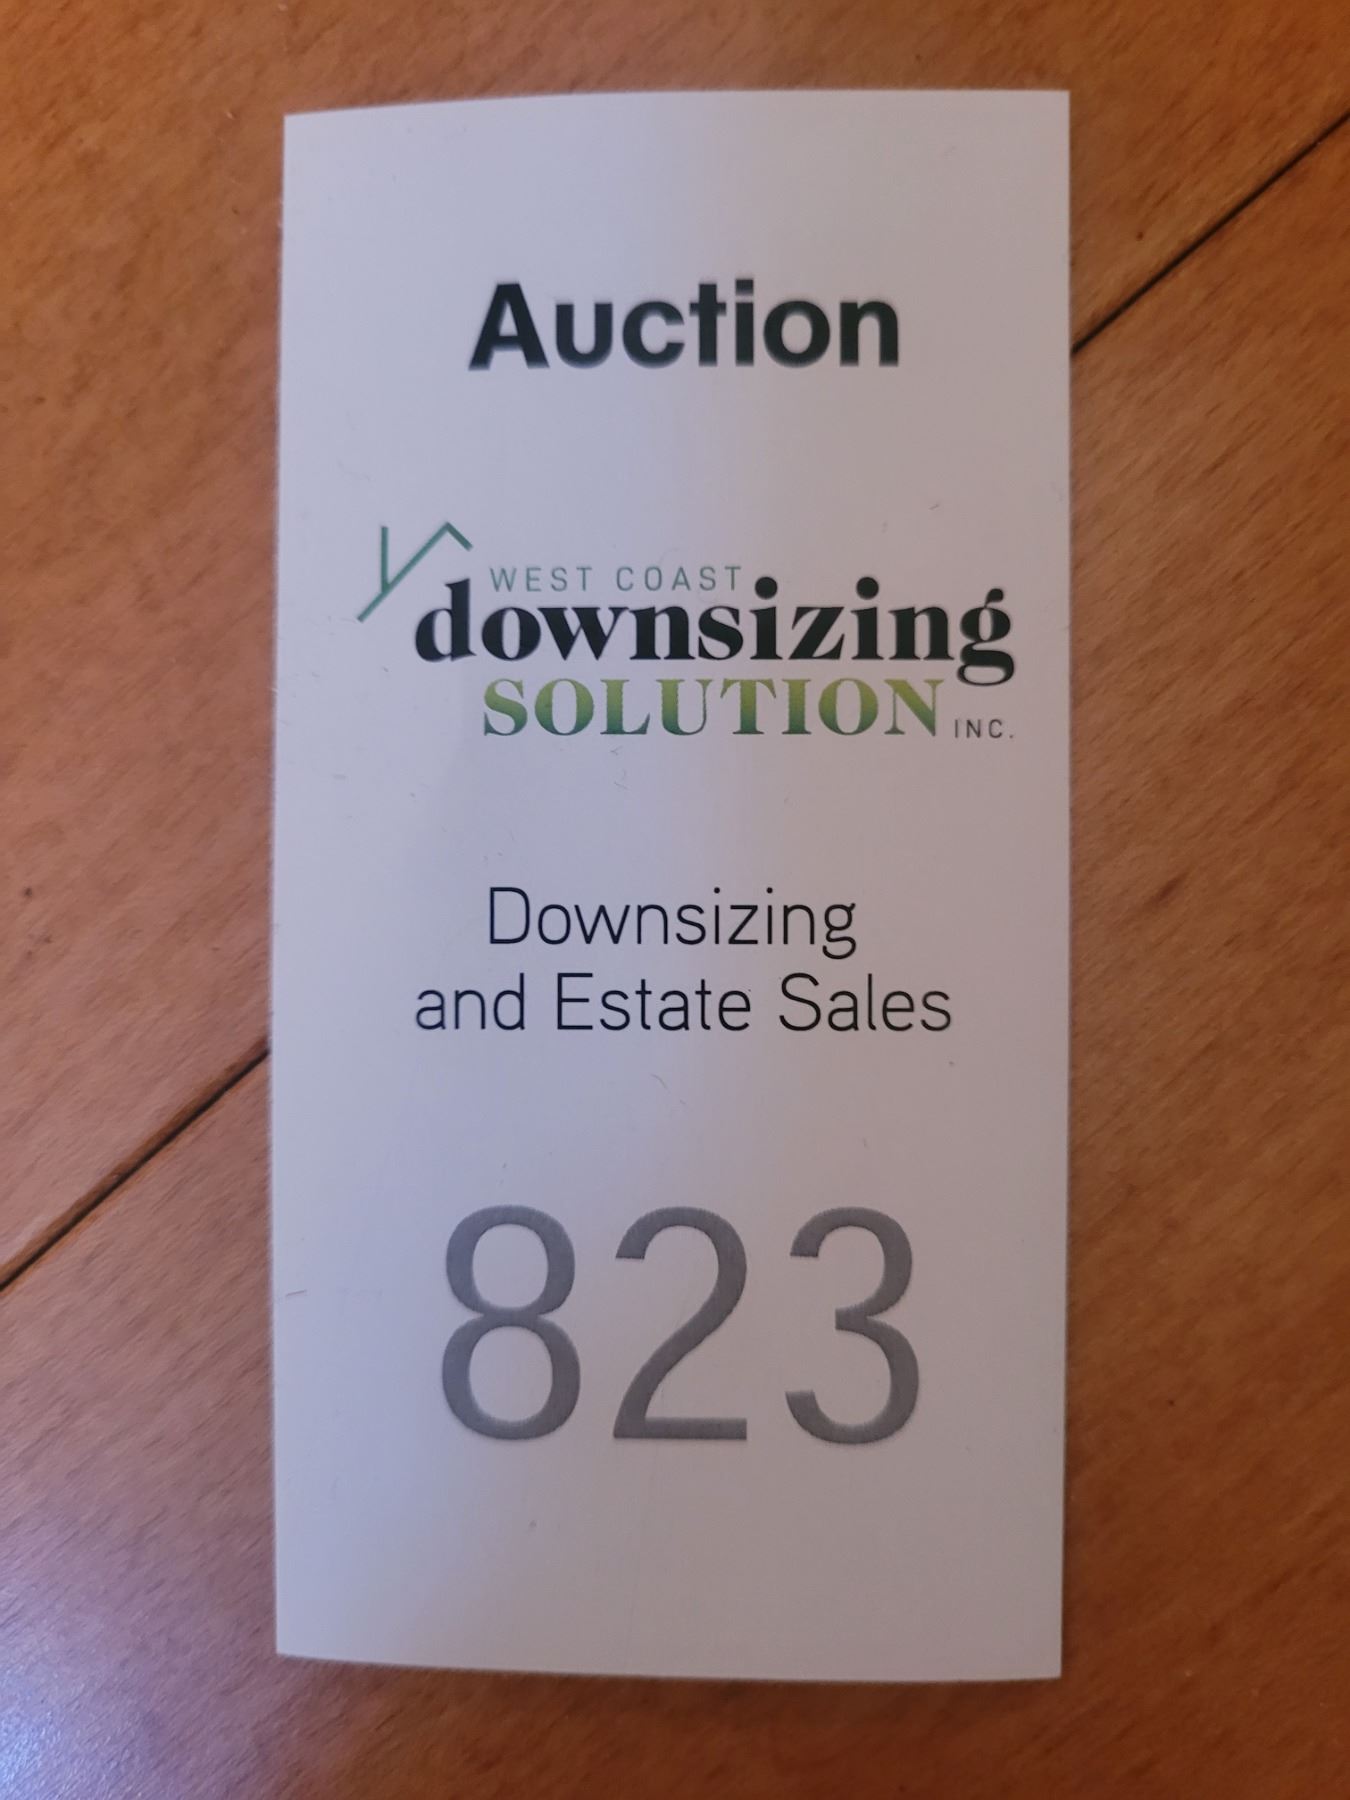 Auction
WEST COAST
downsizing
SOLUTION INC.
Downsizing
and Estate Sales
823